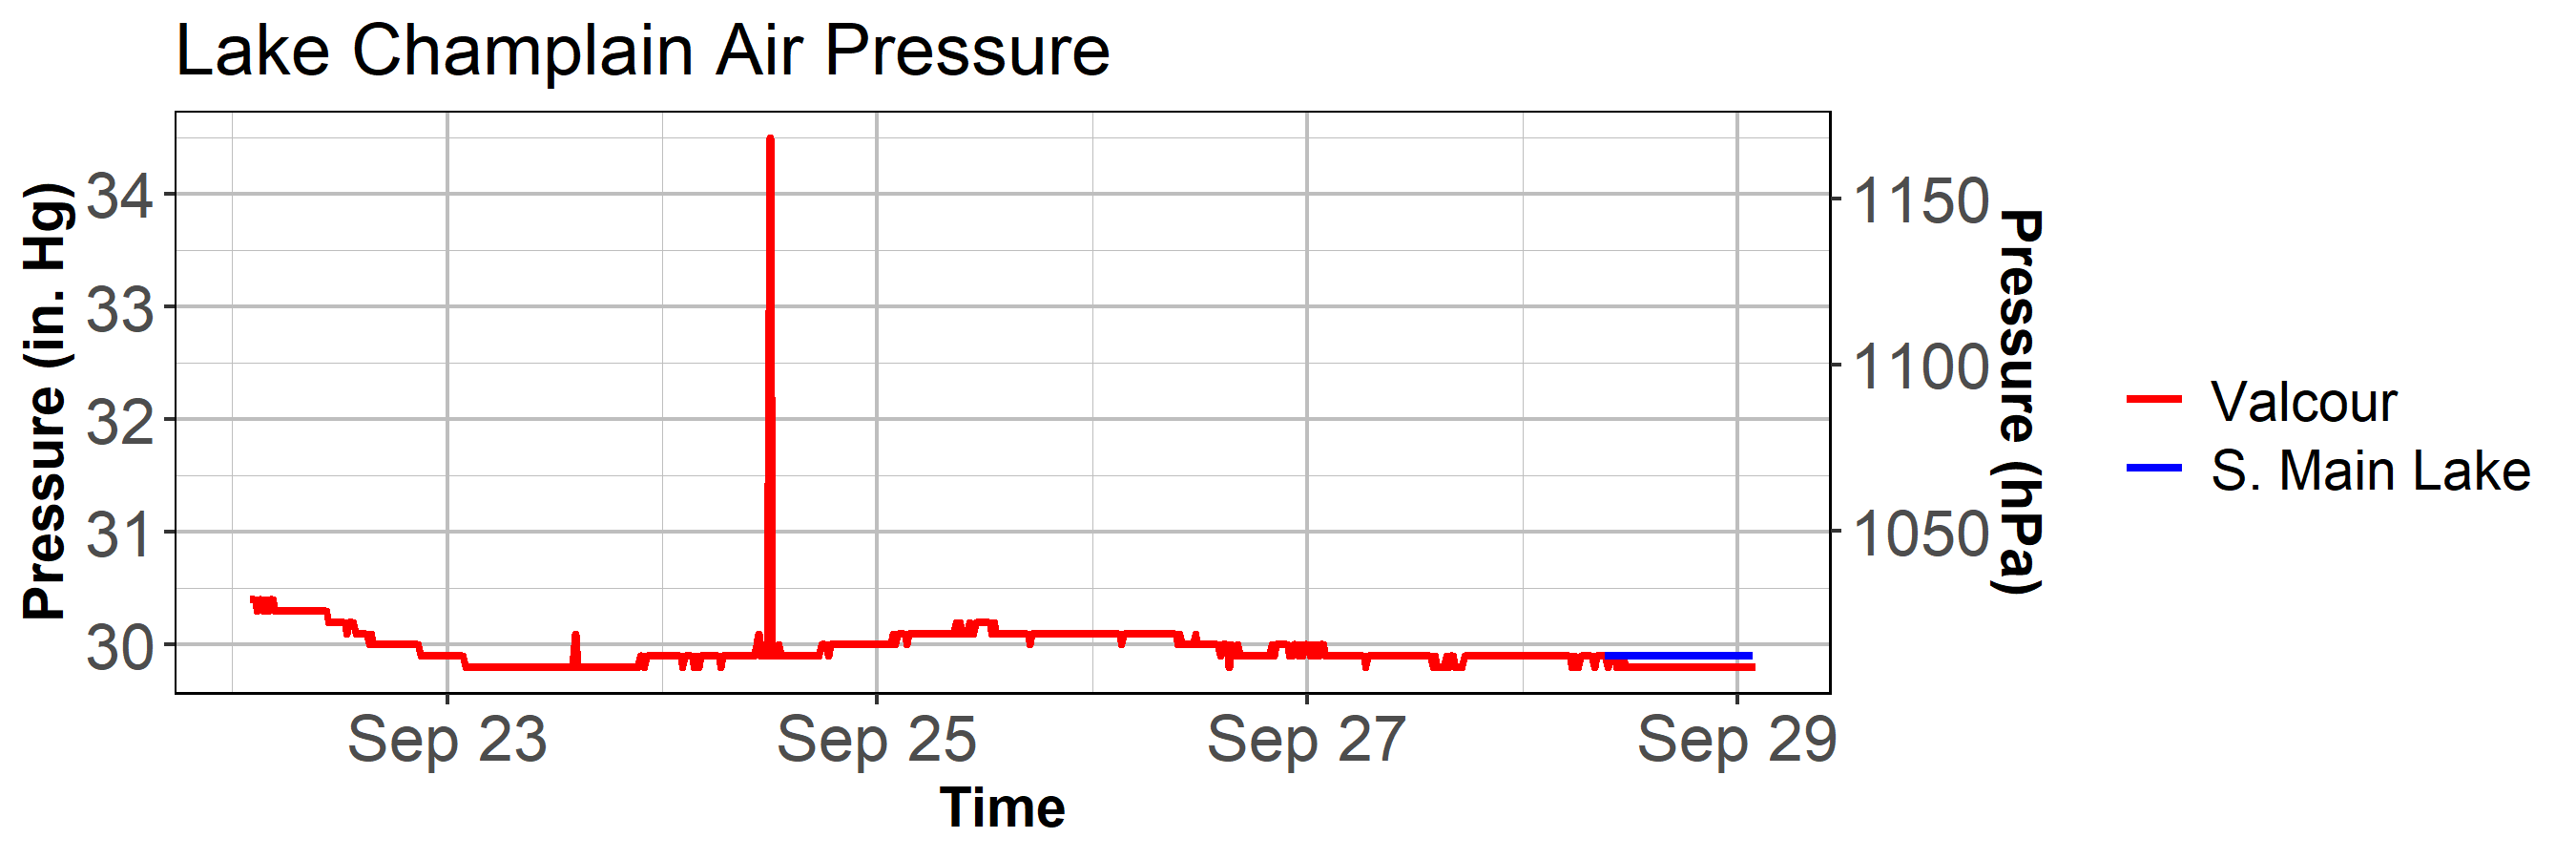 Lake Champlain Air Pressure
Pressure (in. Hg)
34
33
32
31
30
1150
1100
1050
Pressure (hPa)
Valcour
S. Main Lake
Sep 23
Sep 25
Sep 27
Sep 29
Time